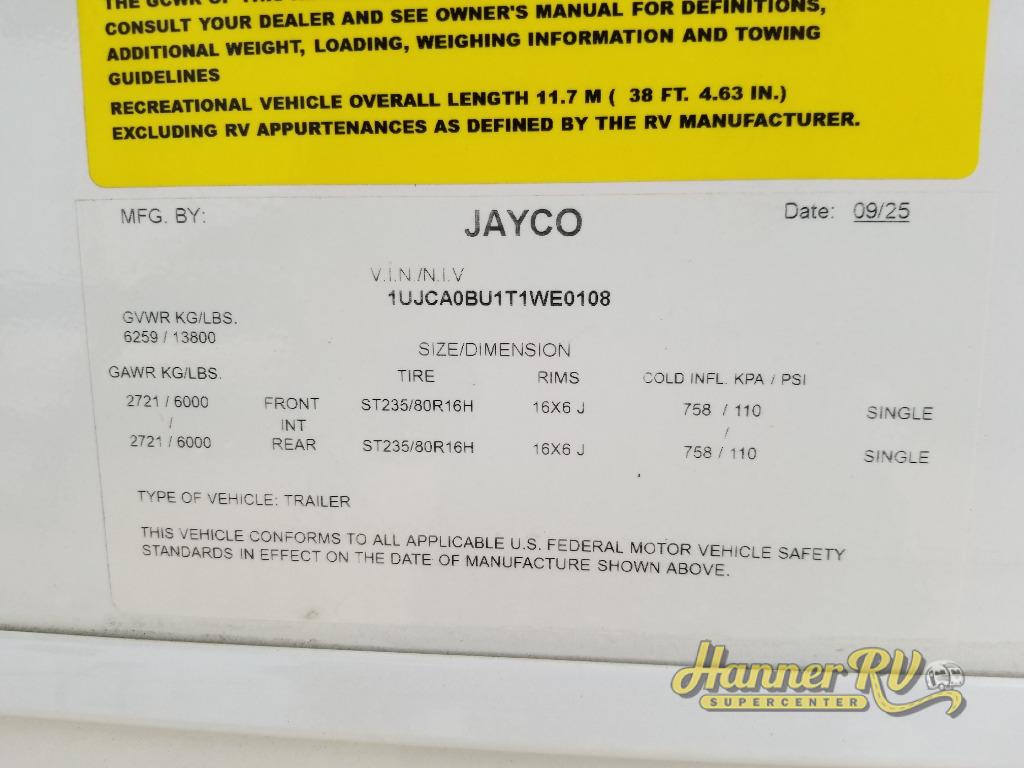 THE GCWR OF THIS
CONSULT YOUR DEALER AND SEE OWNER'S MANUAL FOR DEFINITIONS,
ADDITIONAL WEIGHT, LOADING, WEIGHING INFORMATION AND TOWING
GUIDELINES
RECREATIONAL VEHICLE OVERALL LENGTH 11.7 M ( 38 FT. 4.63 IN.)
EXCLUDING RV APPURTENANCES AS DEFINED BY THE RV MANUFACTURER.
MFG. BY: JAYCO Date: 09/25
V.I.N./N.I.V
1UJCA0BU1T1WE0108
GVWR KG/LBS.
6259 / 13800
SIZE/DIMENSION
GAWR KG/LBS. TIRE RIMS COLD INFL. KPA / PSI
2721 / 6000 FRONT ST235/80R16H 16X6 J 758 / 110 SINGLE
/ INT /
2721 / 6000 REAR ST235/80R16H 16X6 J 758 / 110 SINGLE
TYPE OF VEHICLE: TRAILER
THIS VEHICLE CONFORMS TO ALL APPLICABLE U.S. FEDERAL MOTOR VEHICLE SAFETY
STANDARDS IN EFFECT ON THE DATE OF MANUFACTURE SHOWN ABOVE.
Hanner RV
SUPERCENTER